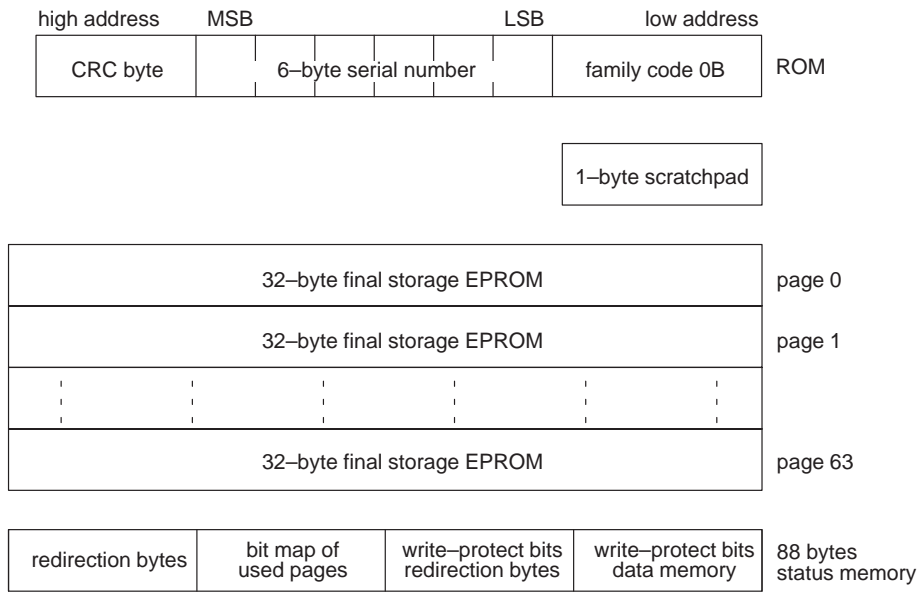 high address MSB LSB low address
CRC byte 6–byte serial number family code 0B ROM
1–byte scratchpad
32–byte final storage EPROM page 0
32–byte final storage EPROM page 1
32–byte final storage EPROM page 63
redirection bytes
bit map of
used pages
write–protect bits
redirection bytes
write–protect bits
data memory
88 bytes
status memory